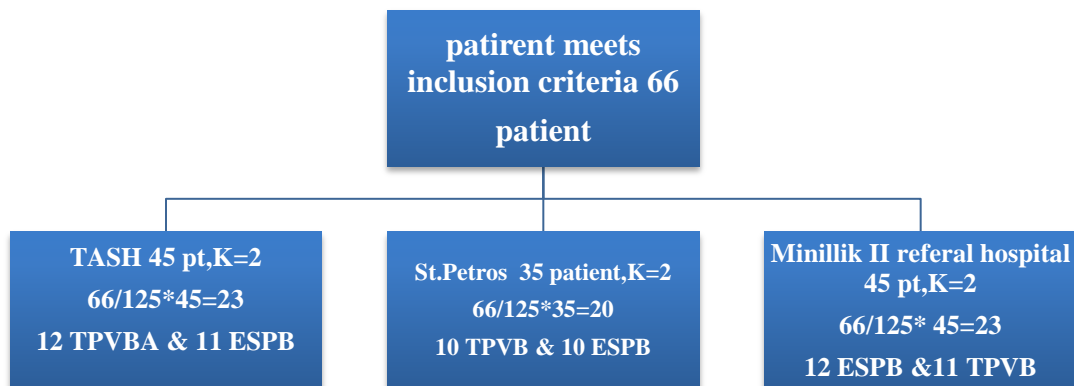 patirent meets
inclusion criteria 66
patient
TASH 45 pt,K=2
66/125*45=23
12 TPVBA & 11 ESPB
St.Petros 35 patient,K=2
66/125*35=20
10 TPVB & 10 ESPB
Minillik II referal hospital
45 pt,K=2
66/125* 45=23
12 ESPB &11 TPVB